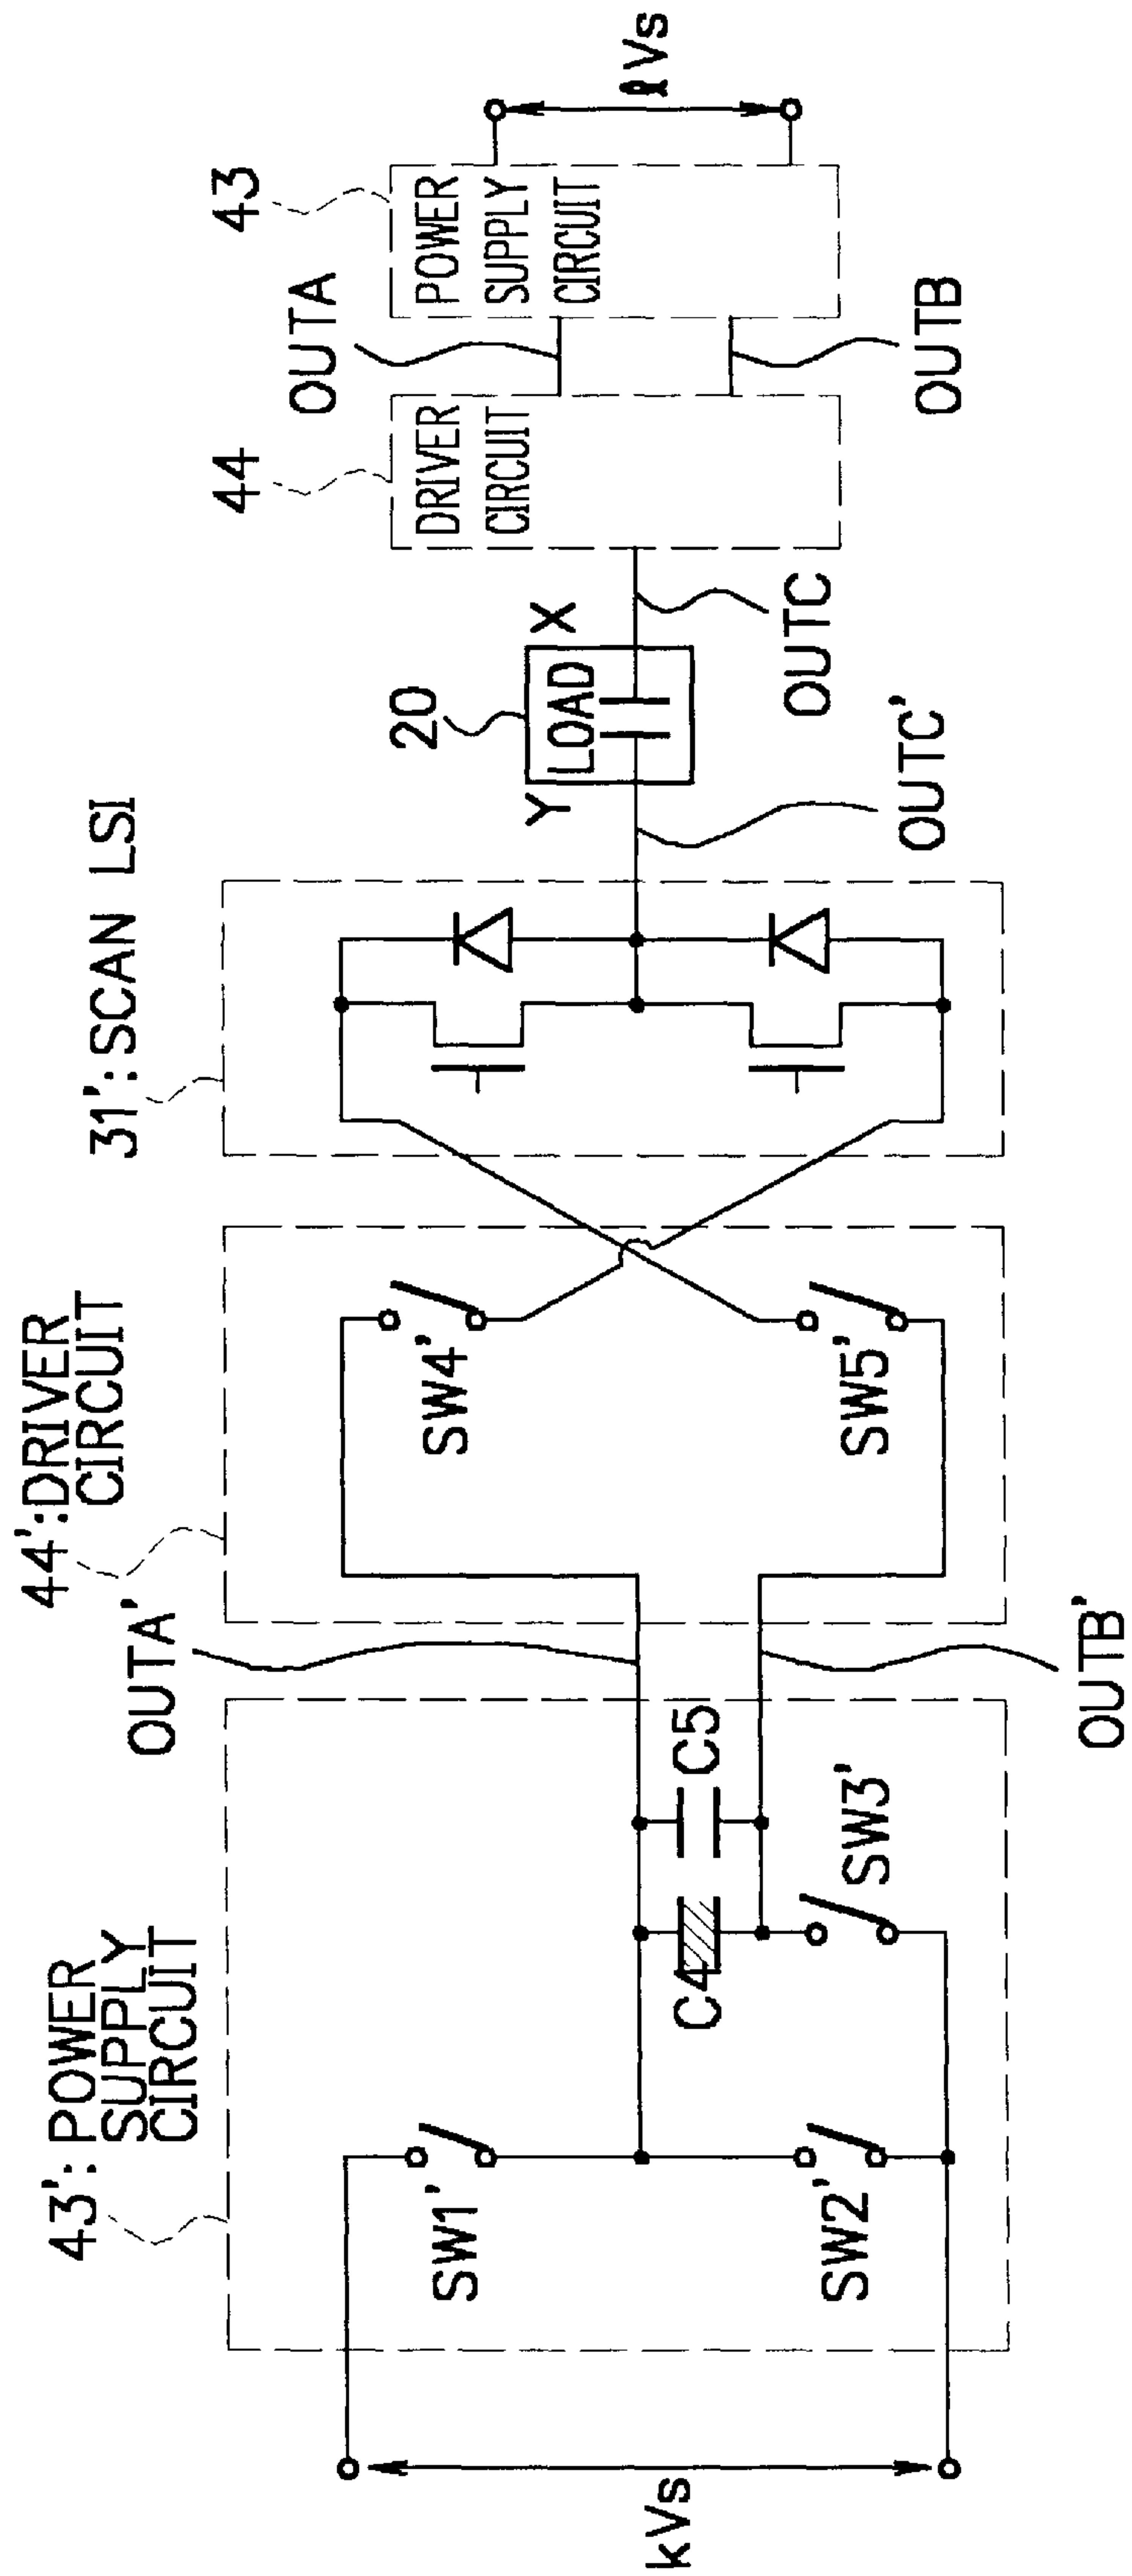 43': POWER
SUPPLY
CIRCUIT
44':DRIVER
CIRCUIT
31':SCAN LSI
20
44
43
OUTA'
OUTB'
OUTA
OUTB
OUTC
OUTC'
kVs
SW1'
SW2'
SW3'
C4
C5
SW4'
SW5'
Y
LOAD
X
DRIVER
CIRCUIT
POWER
SUPPLY
CIRCUIT
ℓVs